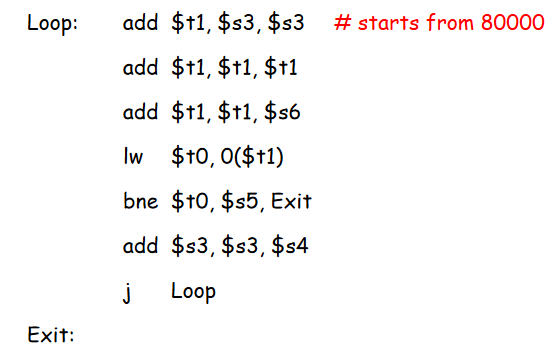 Loop: add $t1, $s3, $s3 # starts from 80000
add $t1, $t1, $t1
add $t1, $t1, $s6
lw $t0, 0($t1)
bne $t0, $s5, Exit
add $s3, $s3, $s4
j Loop
Exit: